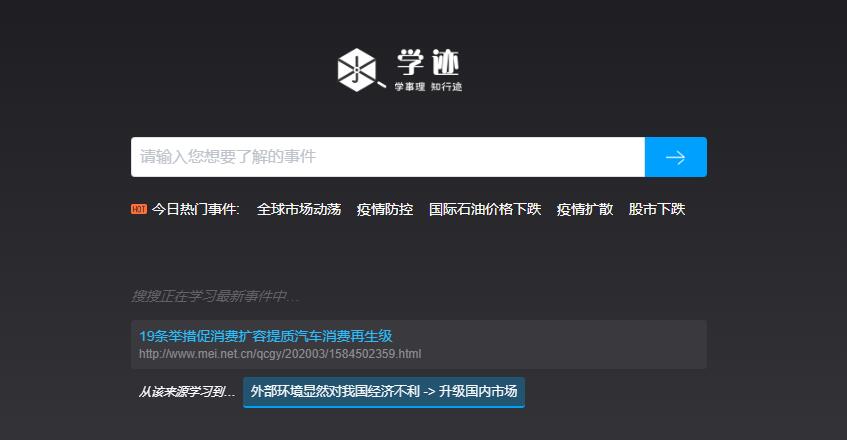 学迹
学事理 知行迹
请输入您想要了解的事件
HOT 今日热门事件: 全球市场动荡 疫情防控 国际石油价格下跌 疫情扩散 股市下跌
搜搜正在学习最新事件中...
19条举措促消费扩容提质汽车消费再生级
http://www.mei.net.cn/qcgy/202003/1584502359.html
从该来源学习到... 外部环境显然对我国经济不利 -> 升级国内市场